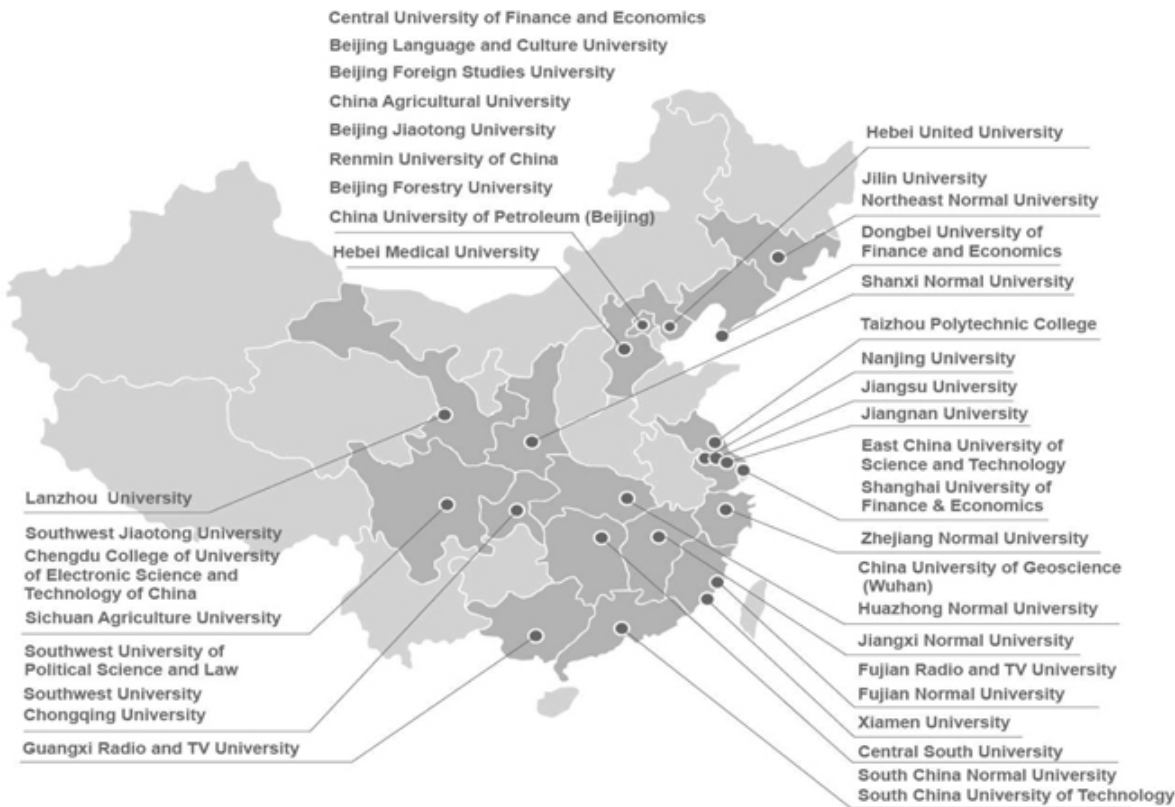 Central University of Finance and Economics
Beijing Language and Culture University
Beijing Foreign Studies University
China Agricultural University
Beijing Jiaotong University
Renmin University of China
Beijing Forestry University
China University of Petroleum (Beijing)
Hebei Medical University
Hebei United University
Jilin University
Northeast Normal University
Dongbei University of
Finance and Economics
Shanxi Normal University
Taizhou Polytechnic College
Nanjing University
Jiangsu University
Jiangnan University
East China University of
Science and Technology
Shanghai University of
Finance & Economics
Zhejiang Normal University
China University of Geoscience
(Wuhan)
Huazhong Normal University
Jiangxi Normal University
Fujian Radio and TV University
Fujian Normal University
Xiamen University
Central South University
South China Normal University
South China University of Technology
Lanzhou University
Southwest Jiaotong University
Chengdu College of University
of Electronic Science and
Technology of China
Sichuan Agriculture University
Southwest University of
Political Science and Law
Southwest University
Chongqing University
Guangxi Radio and TV University